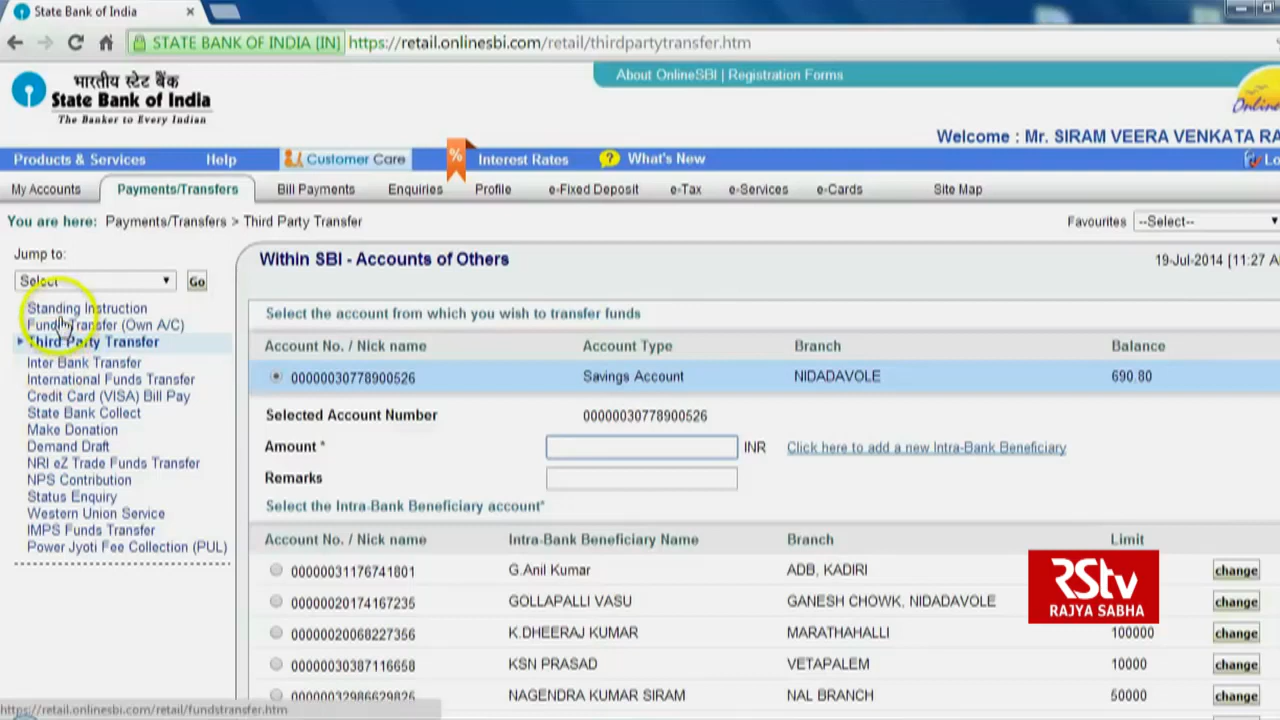 State Bank of India
STATE BANK OF INDIA [IN] https://retail.onlinesbi.com/retail/thirdpartytransfer.htm
भारतीय स्टेट बैंक
State Bank of India
The Banker to Every Indian
About OnlineSBI | Registration Forms
Online
Welcome : Mr. SIRAM VEERA VENKATA RA
Products & Services Help Customer Care % Interest Rates ? What's New Lo
My Accounts Payments/Transfers Bill Payments Enquiries Profile e-Fixed Deposit e-Tax e-Services e-Cards Site Map
You are here: Payments/Transfers > Third Party Transfer Favourites --Select--
Jump to:
Select Go
Standing Instruction
Funds Transfer (Own A/C)
Third Party Transfer
Inter Bank Transfer
International Funds Transfer
Credit Card (VISA) Bill Pay
State Bank Collect
Make Donation
Demand Draft
NRI eZ Trade Funds Transfer
NPS Contribution
Status Enquiry
Western Union Service
IMPS Funds Transfer
Power Jyoti Fee Collection (PUL)
Within SBI - Accounts of Others 19-Jul-2014 [11:27 A
Select the account from which you wish to transfer funds
Account No. / Nick name Account Type Branch Balance
00000030778900526 Savings Account NIDADAVOLE 690.80
Selected Account Number 00000030778900526
Amount * INR Click here to add a new Intra-Bank Beneficiary
Remarks
Select the Intra-Bank Beneficiary account*
Account No. / Nick name Intra-Bank Beneficiary Name Branch Limit
00000031176741801 G.Anil Kumar ADB, KADIRI change
00000020174167235 GOLLAPALLI VASU GANESH CHOWK, NIDADAVOLE change
00000020068227356 K.DHEERAJ KUMAR MARATHAHALLI 100000 change
00000030387116658 KSN PRASAD VETAPALEM 10000 change
00000032986629826 NAGENDRA KUMAR SIRAM NAL BRANCH 50000 change
RStv
RAJYA SABHA
https://retail.onlinesbi.com/retail/fundstransfer.htm